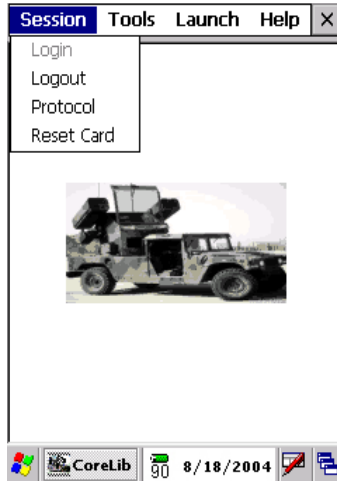 Session Tools Launch Help ×
Login
Logout
Protocol
Reset Card
CoreLib 90 8/18/2004